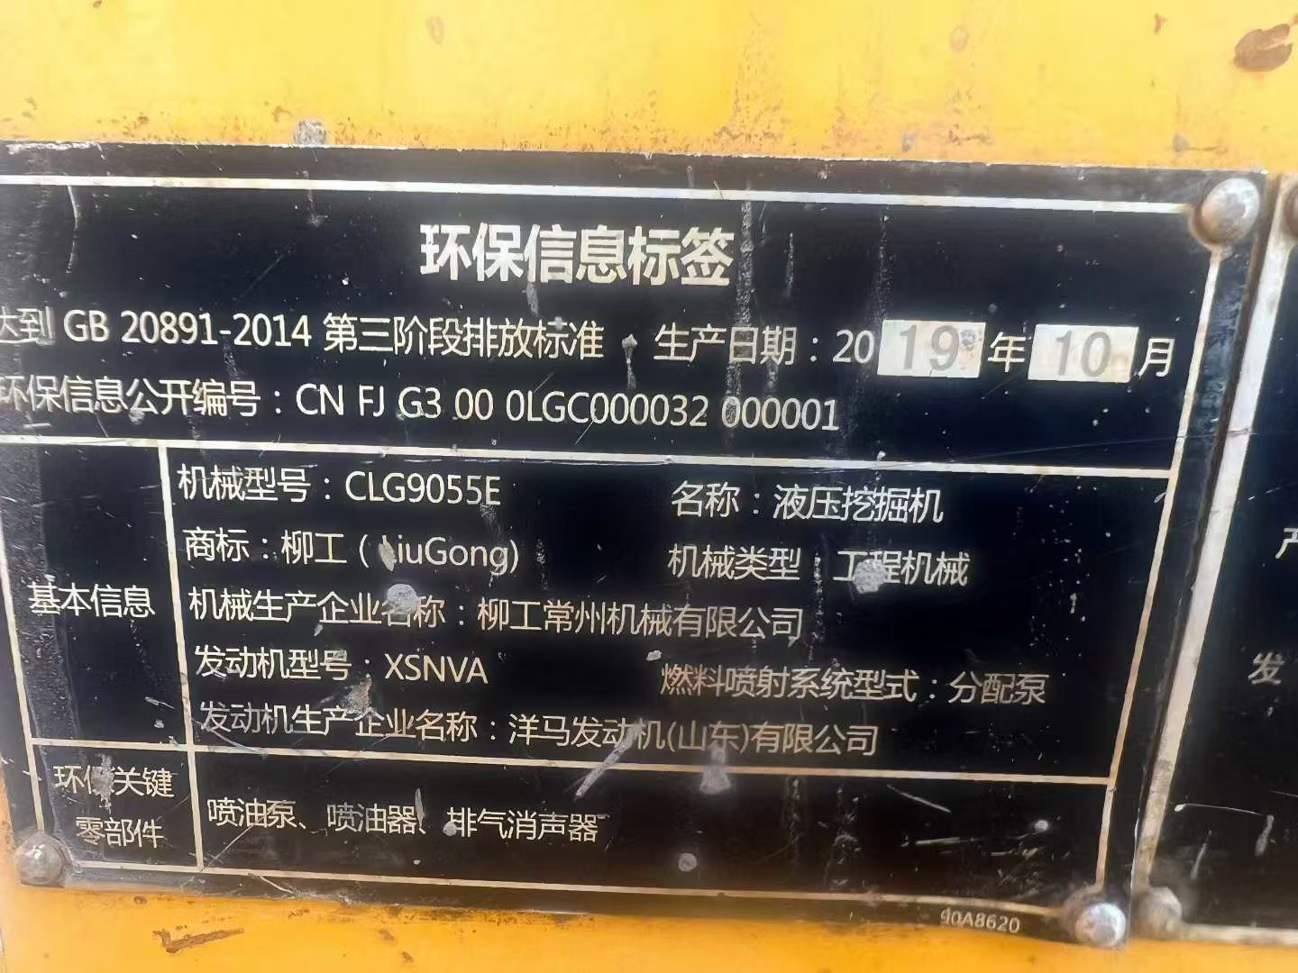 环保信息标签
达到 GB 20891-2014 第三阶段排放标准 生产日期：2019年10月
环保信息公开编号：CN FJ G3 00 0LGC000032 000001
机械型号：CLG9055E 名称：液压挖掘机
商标：柳工（LiuGong) 机械类型：工程机械
基本信息
机械生产企业名称：柳工常州机械有限公司
发动机型号：XSNVA 燃料喷射系统型式：分配泵
发动机生产企业名称：洋马发动机(山东)有限公司
环保关键
零部件
喷油泵、喷油器、排气消声器
40A8620
产
发